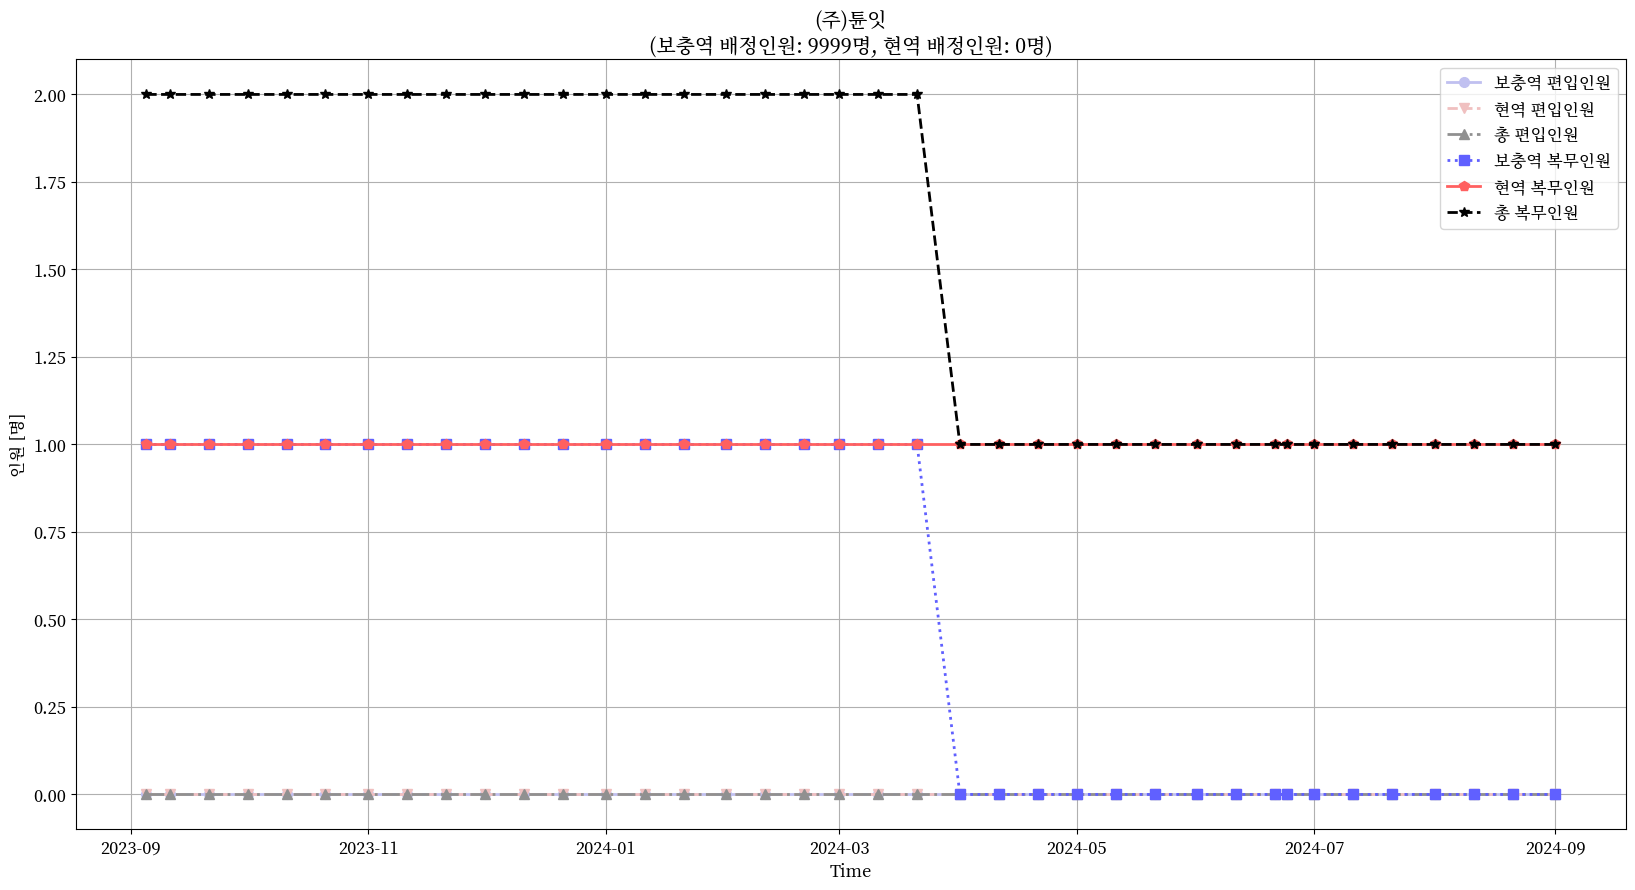 (주)튠잇
(보충역 배정인원: 9999명, 현역 배정인원: 0명)
보충역 편입인원
현역 편입인원
총 편입인원
보충역 복무인원
현역 복무인원
총 복무인원
인원 [명]
2.00
1.75
1.50
1.25
1.00
0.75
0.50
0.25
0.00
2023-09 2023-11 2024-01 2024-03 2024-05 2024-07 2024-09
Time